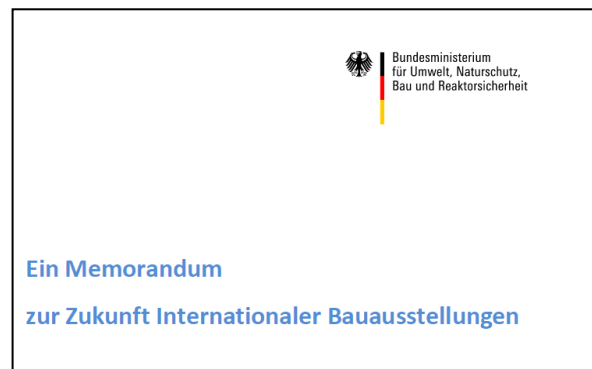 Bundesministerium
für Umwelt, Naturschutz,
Bau und Reaktorsicherheit
Ein Memorandum
zur Zukunft Internationaler Bauausstellungen